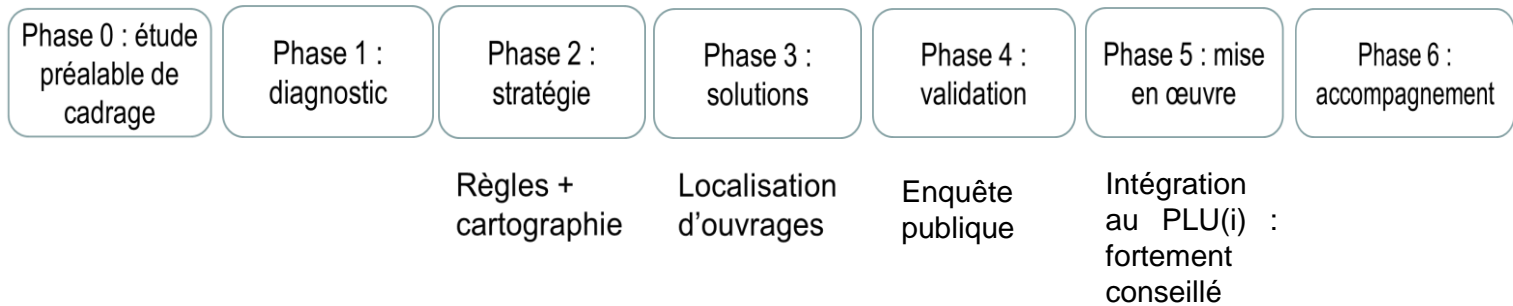 Phase 0 : étude
préalable de
cadrage
Phase 1 :
diagnostic
Phase 2 :
stratégie
Phase 3 :
solutions
Phase 4 :
validation
Phase 5 : mise
en œuvre
Phase 6 :
accompagnement
Règles +
cartographie
Localisation
d'ouvrages
Enquête
publique
Intégration
au PLU(i) :
fortement
conseillé